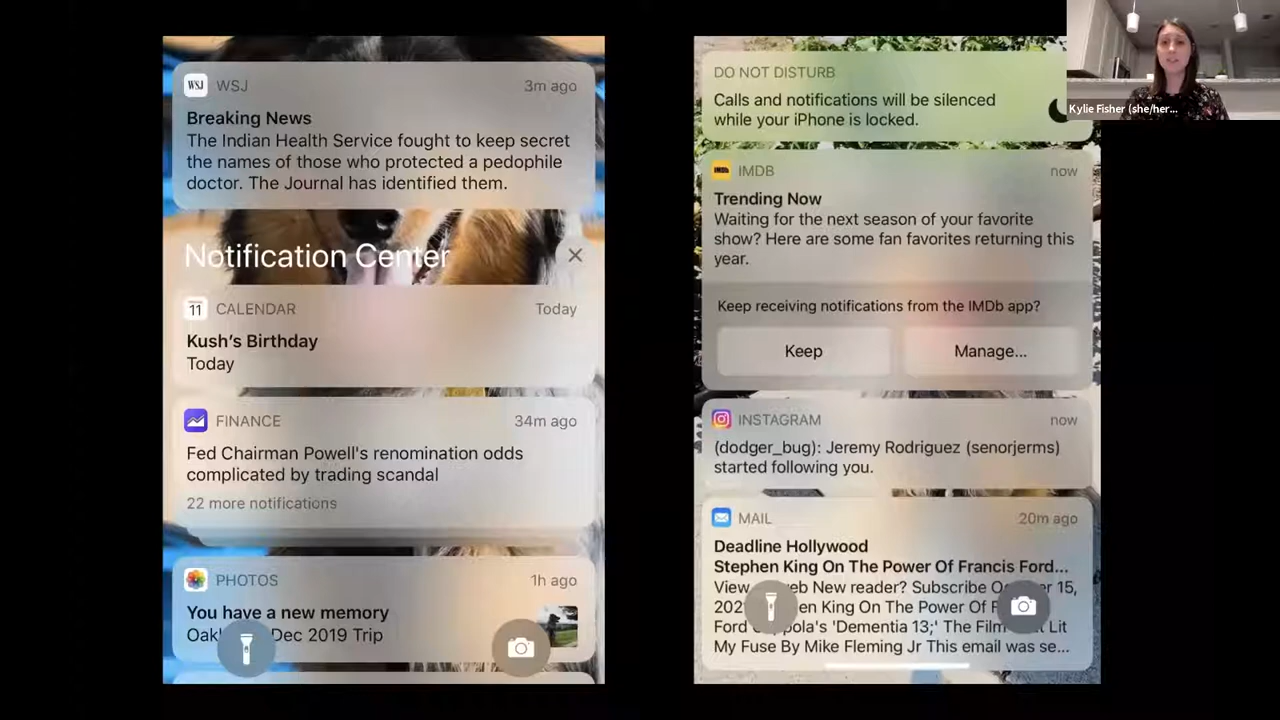 WSJ
WSJ
3m ago
Breaking News
The Indian Health Service fought to keep secret
the names of those who protected a pedophile
doctor. The Journal has identified them.
Notification Center
11
CALENDAR
Today
Kush's Birthday
Today
FINANCE
34m ago
Fed Chairman Powell's renomination odds
complicated by trading scandal
22 more notifications
PHOTOS
1h ago
You have a new memory
Dec 2019 Trip
DO NOT DISTURB
Calls and notifications will be silenced
while your iPhone is locked.
IMDb
IMDB
now
Trending Now
Waiting for the next season of your favorite
show? Here are some fan favorites returning this
year.
Keep receiving notifications from the IMDb app?
Keep
Manage...
INSTAGRAM
now
(dodger_bug): Jeremy Rodriguez (senorjerms)
started following you.
MAIL
20m ago
Deadline Hollywood
Stephen King On The Power Of Francis Ford...
View eb New reader? Subscribe 15,
en King On The Power Of
Ford 'Dementia 13;' The Film Lit
My Fuse By Mike Fleming Jr This email was se...
Kylie Fisher (she/her...